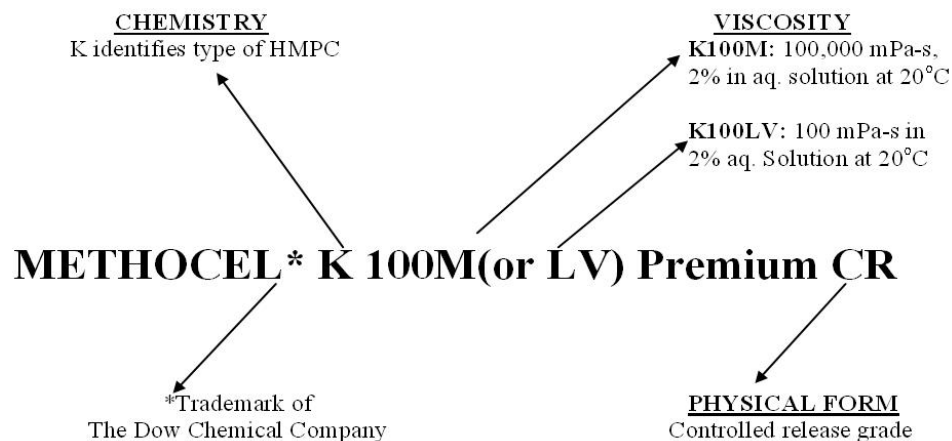 CHEMISTRY
K identifies type of HMPC
VISCOSITY
K100M: 100,000 mPa-s,
2% in aq. solution at 20°C
K100LV: 100 mPa-s in
2% aq. Solution at 20°C
METHOCEL* K 100M(or LV) Premium CR
*Trademark of
The Dow Chemical Company
PHYSICAL FORM
Controlled release grade